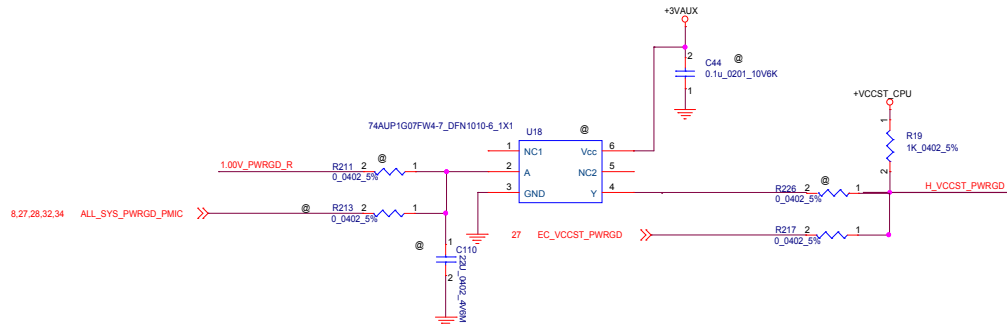 +3VAUX
2
@
C44
0.1u_0201_10V6K
1
+VCCST_CPU
1
R19
1K_0402_5%
2
74AUP1G07FW4-7_DFN1010-6_1X1
U18
@
1 NC1 Vcc 6
2 A NC2 5
3 GND Y 4
1.00V_PWRGD_R
R211 2 @ 1
0_0402_5%
8,27,28,32,34 ALL_SYS_PWRGD_PMIC
@ R213 2 1
0_0402_5%
R226 2 @ 1
0_0402_5%
H_VCCST_PWRGD
27 EC_VCCST_PWRGD
R217 2 1
0_0402_5%
@
1
C110
22U_0402_4V6M
2